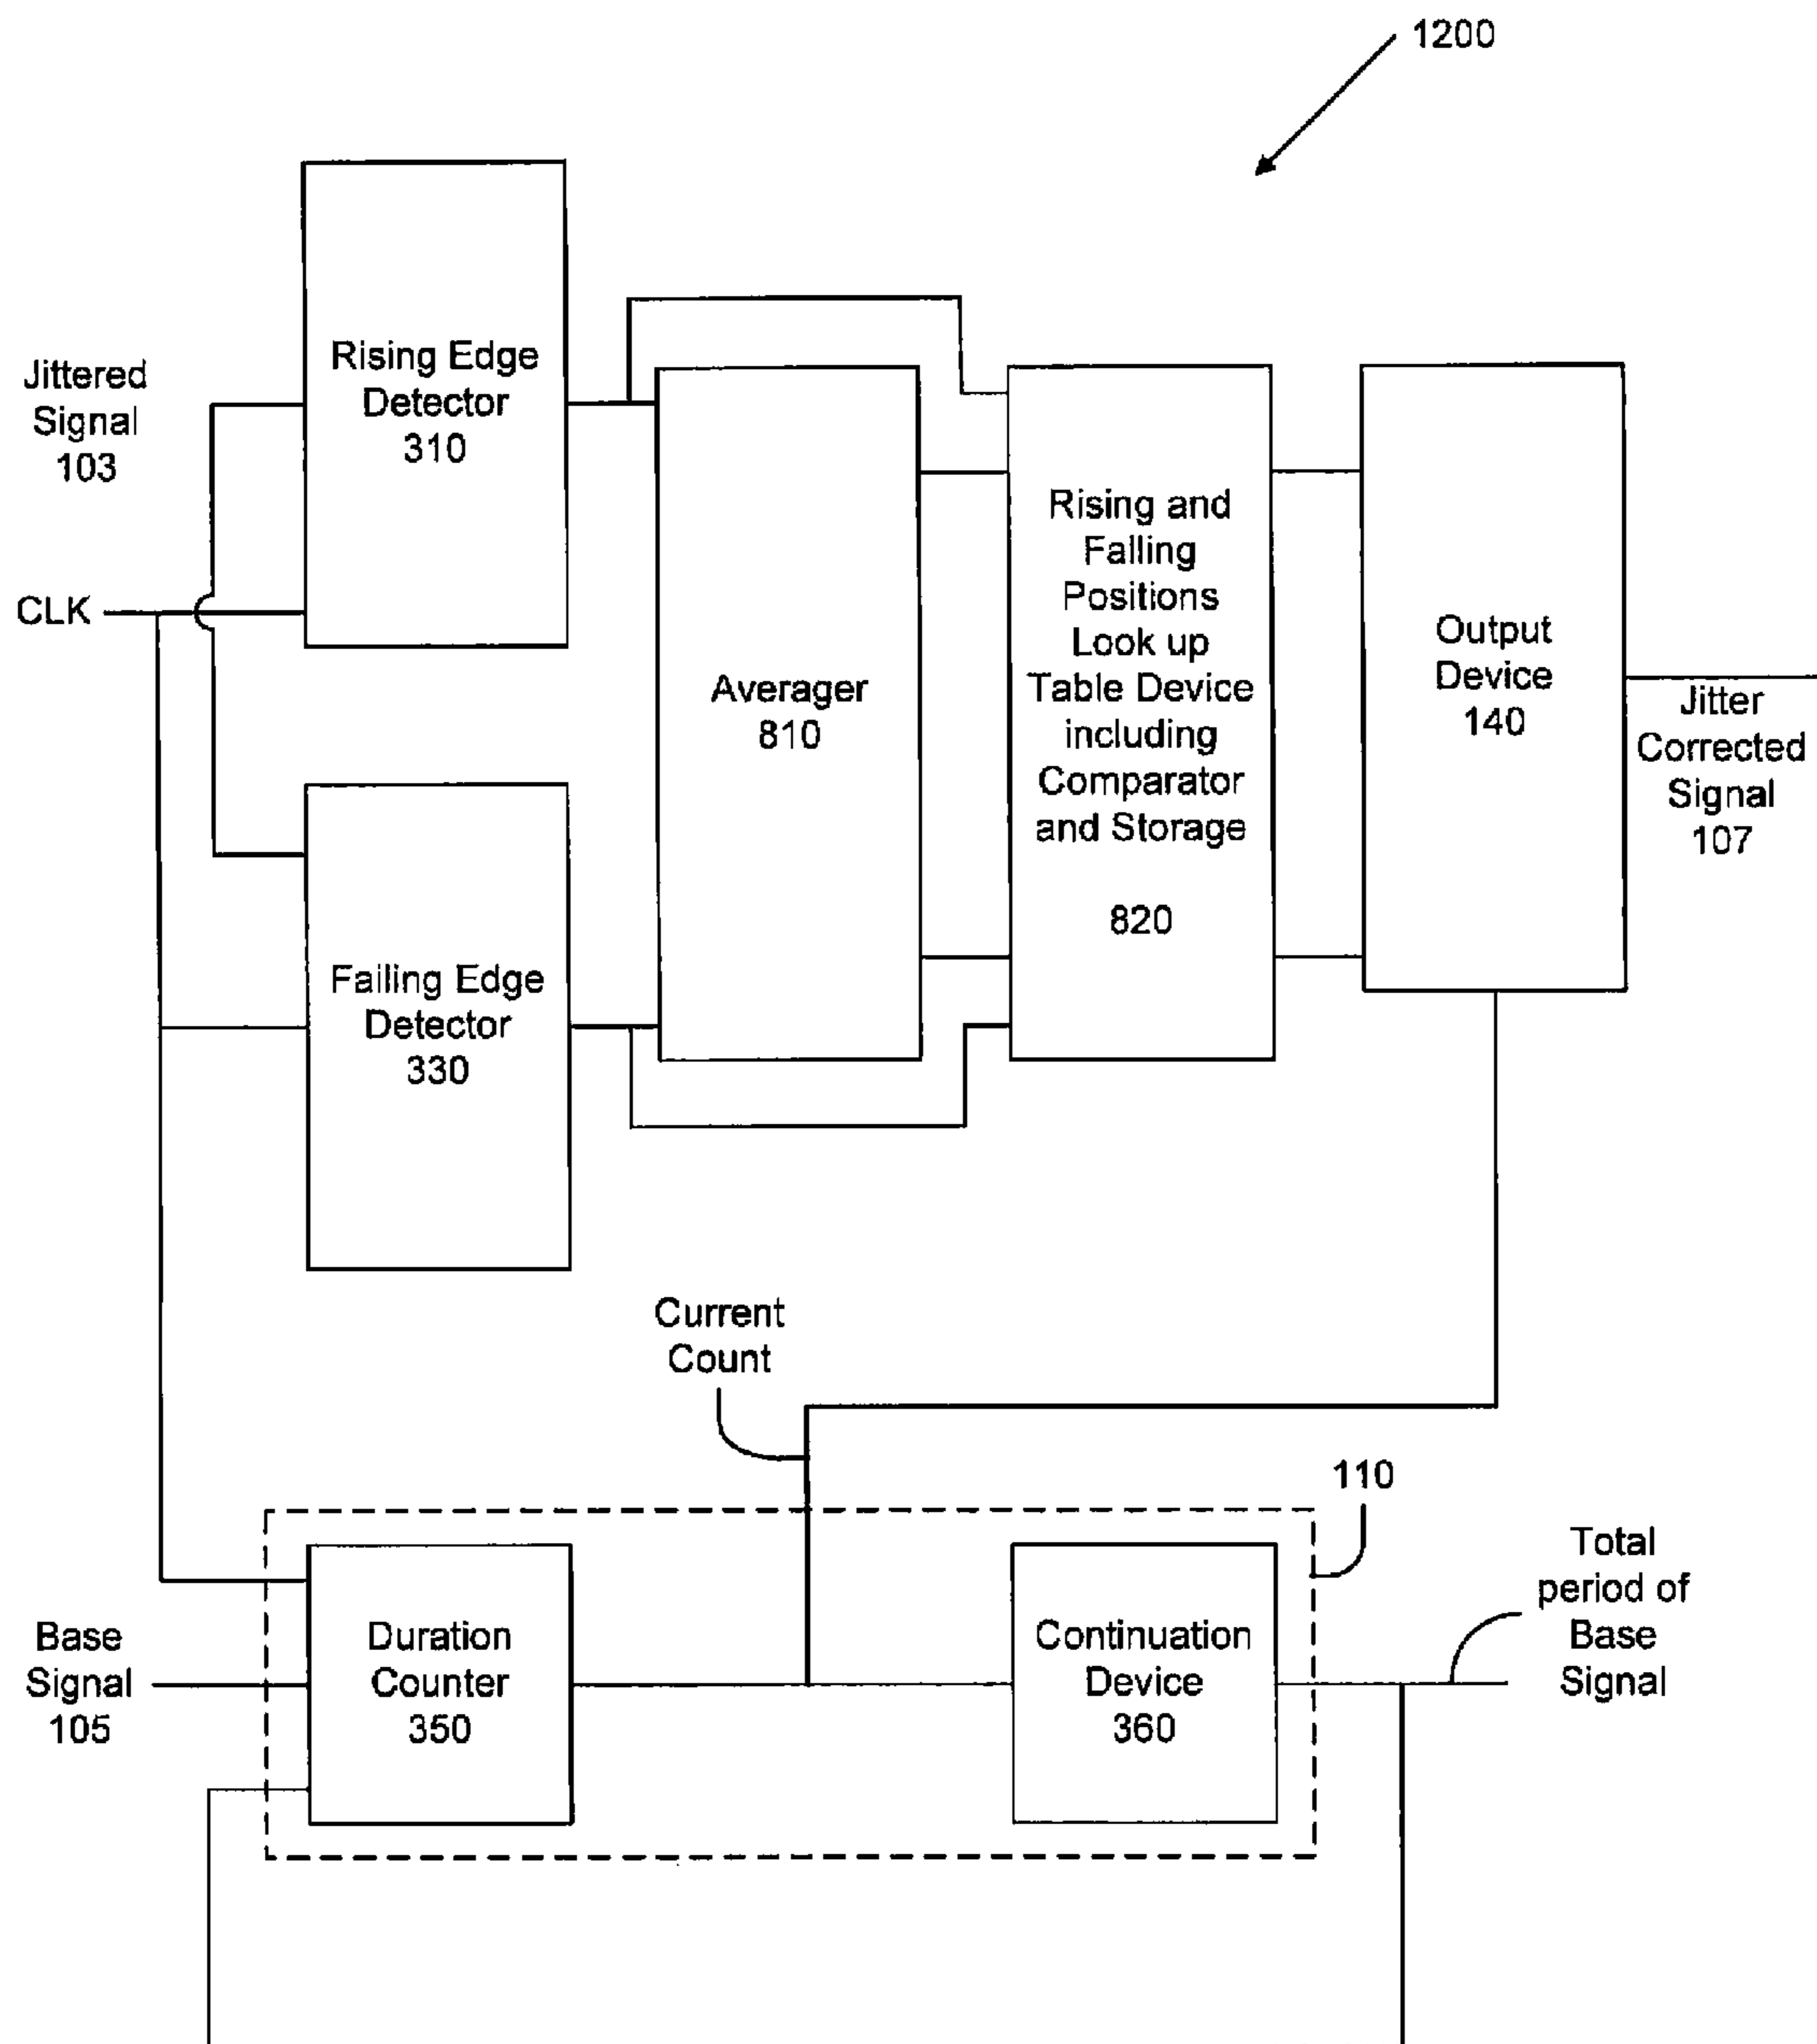 1200
Jittered
Signal
103
CLK
Rising Edge
Detector
310
Falling Edge
Detector
330
Averager
810
Rising and
Falling
Positions
Look up
Table Device
including
Comparator
and Storage
820
Output
Device
140
Jitter
Corrected
Signal
107
Current
Count
110
Base
Signal
105
Duration
Counter
350
Continuation
Device
360
Total
period of
Base
Signal